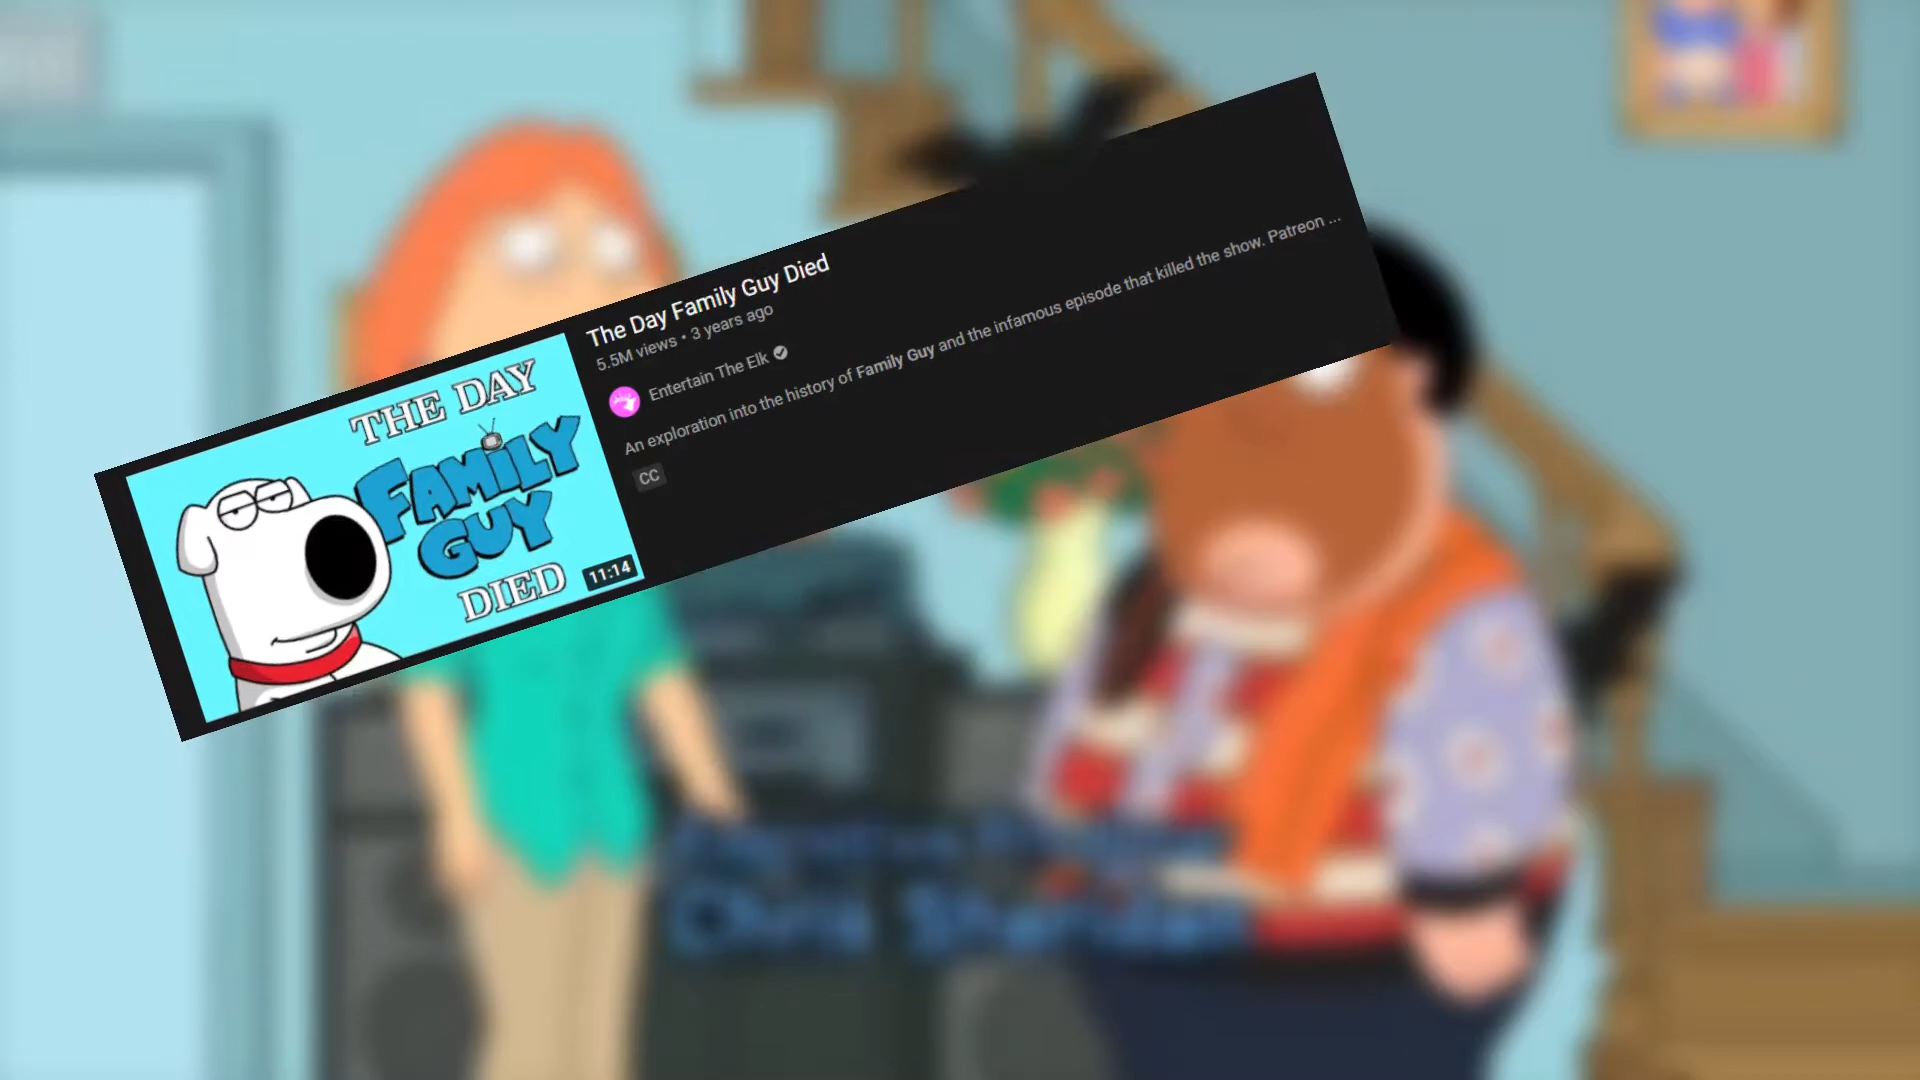 THE DAY
FAMILY
GUY
DIED
11:14
The Day Family Guy Died
5.5M views • 3 years ago
Entertain The Elk
An exploration into the history of Family Guy and the infamous episode that killed the show. Patreon ...
CC
Chris Sheridan